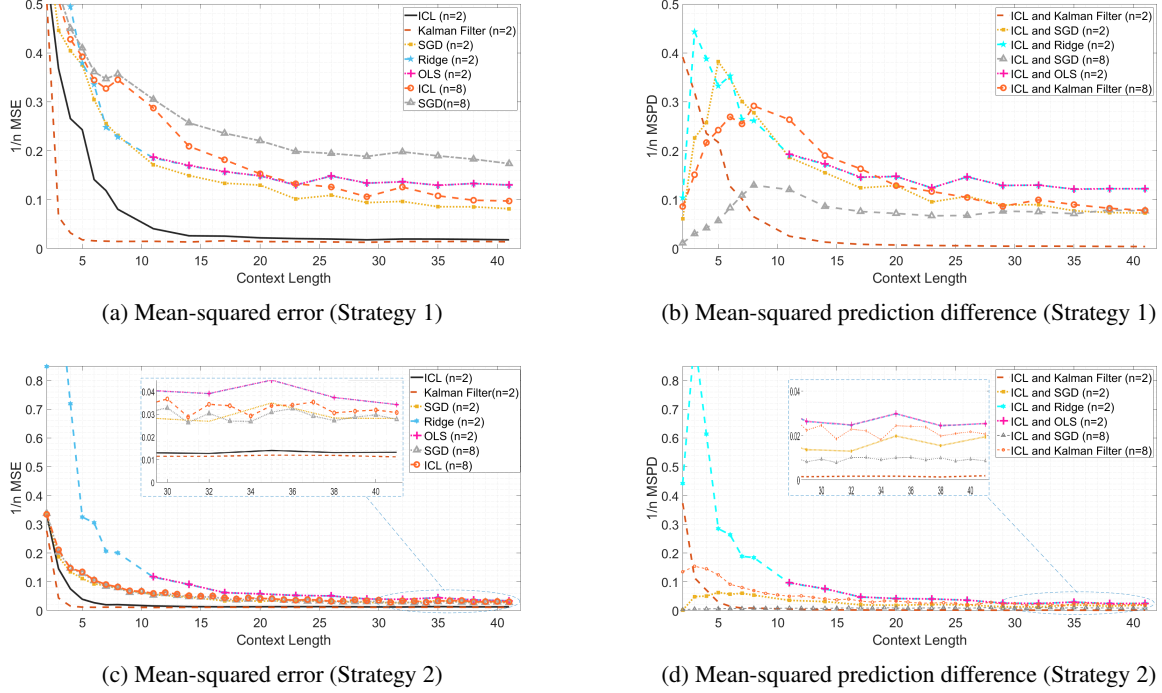 0.5
0.4
0.3
0.2
0.1
0
1/n MSE
5 10 15 20 25 30 35 40
Context Length
ICL (n=2)
Kalman Filter (n=2)
SGD (n=2)
Ridge (n=2)
OLS (n=2)
ICL (n=8)
SGD(n=8)
(a) Mean-squared error (Strategy 1)
0.5
0.4
0.3
0.2
0.1
0
1/n MSPD
5 10 15 20 25 30 35 40
Context Length
ICL and Kalman Filter (n=2)
ICL and SGD (n=2)
ICL and Ridge (n=2)
ICL and SGD (n=8)
ICL and OLS (n=2)
ICL and Kalman Filter (n=8)
(b) Mean-squared prediction difference (Strategy 1)
0.8
0.7
0.6
0.5
0.4
0.3
0.2
0.1
0
1/n MSE
5 10 15 20 25 30 35 40
Context Length
0.04
0.03
0.02
0.01
0
30 32 34 36 38 40
ICL (n=2)
Kalman Filter(n=2)
SGD (n=2)
Ridge (n=2)
OLS (n=2)
SGD (n=8)
ICL (n=8)
(c) Mean-squared error (Strategy 2)
0.8
0.7
0.6
0.5
0.4
0.3
0.2
0.1
0
1/n MSPD
5 10 15 20 25 30 35 40
Context Length
0.04
0.02
0
30 32 34 36 38 40
ICL and Kalman Filter (n=2)
ICL and SGD (n=2)
ICL and Ridge (n=2)
ICL and OLS (n=2)
ICL and SGD (n=8)
ICL and Kalman Filter (n=8)
(d) Mean-squared prediction difference (Strategy 2)